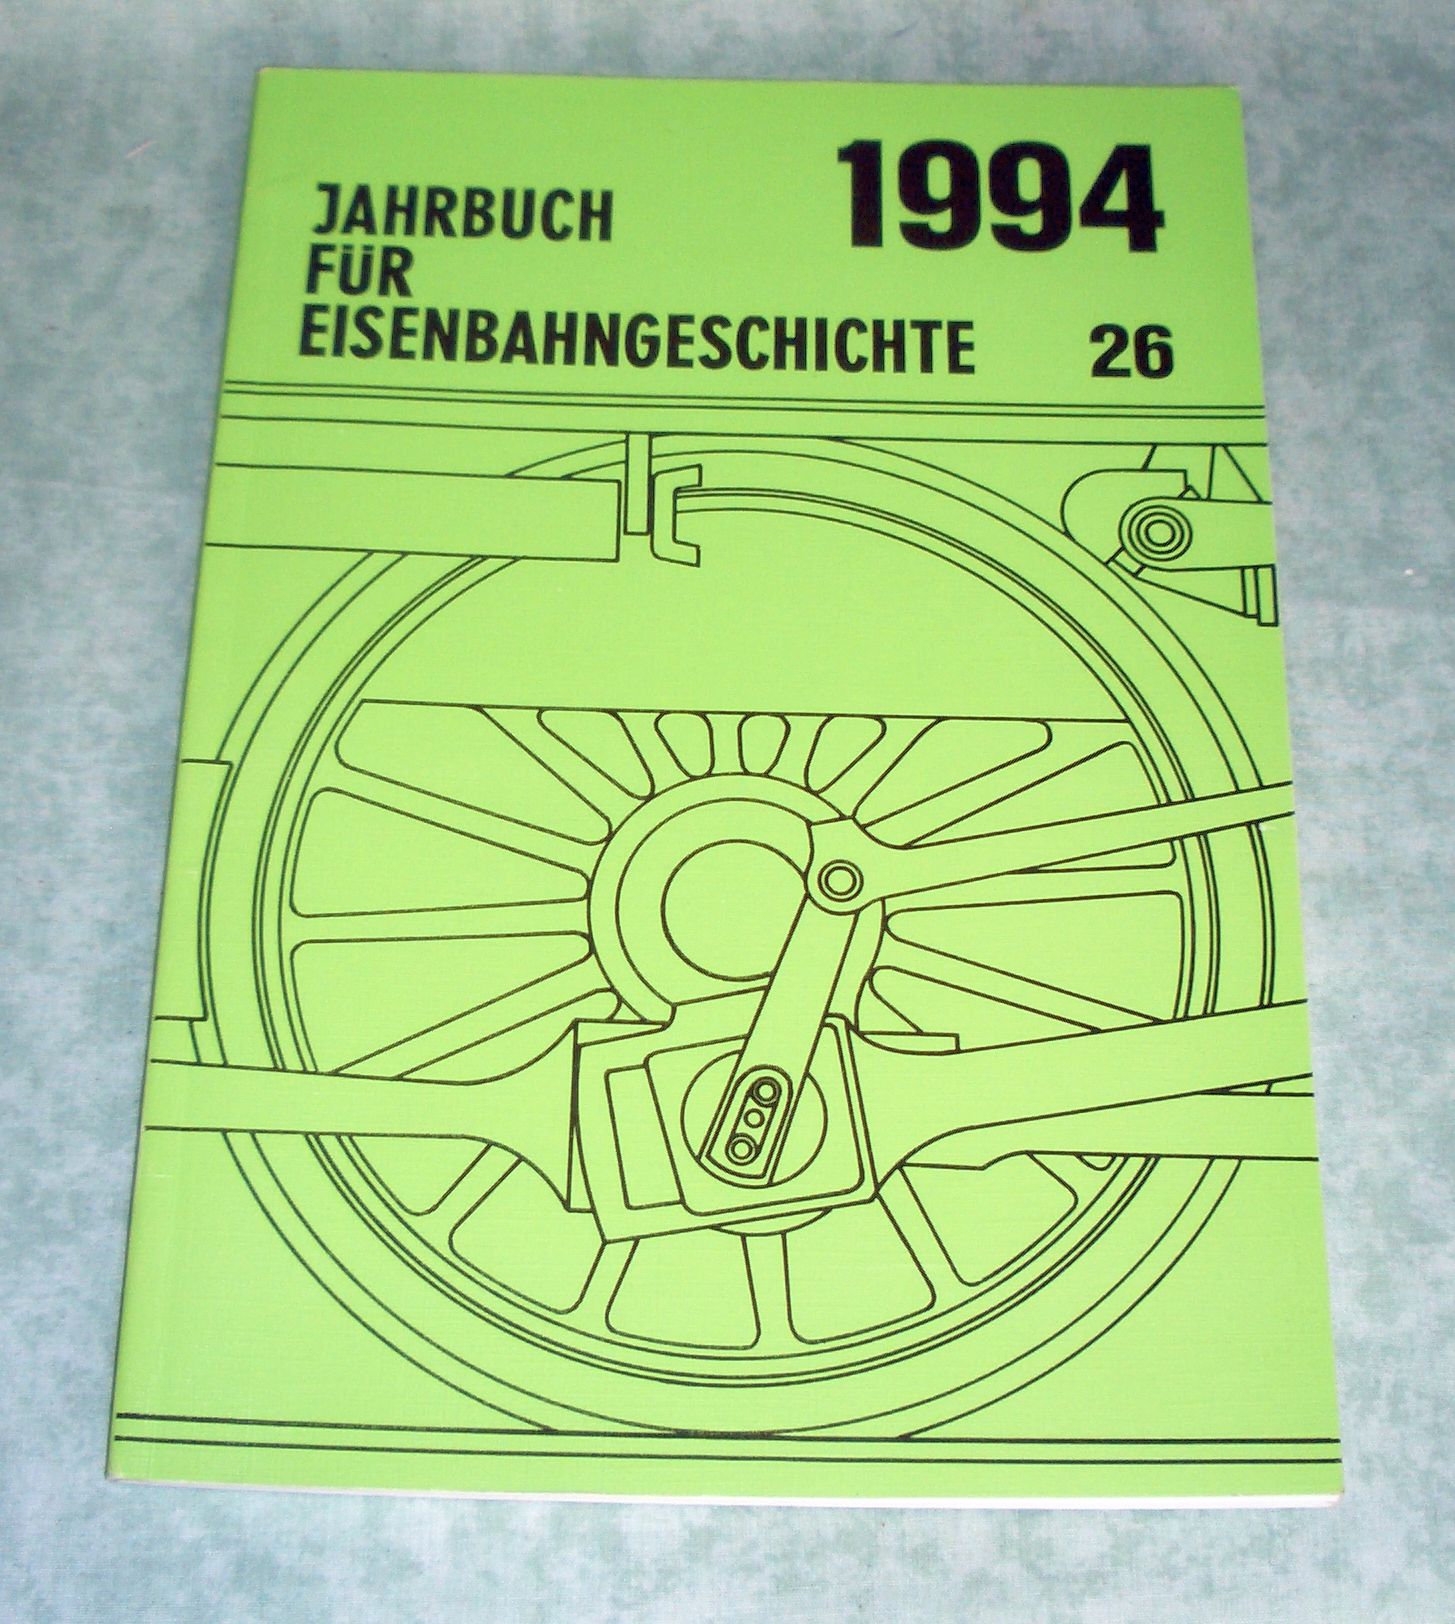 1994
JAHRBUCH
FÜR
EISENBAHNGESCHICHTE 26